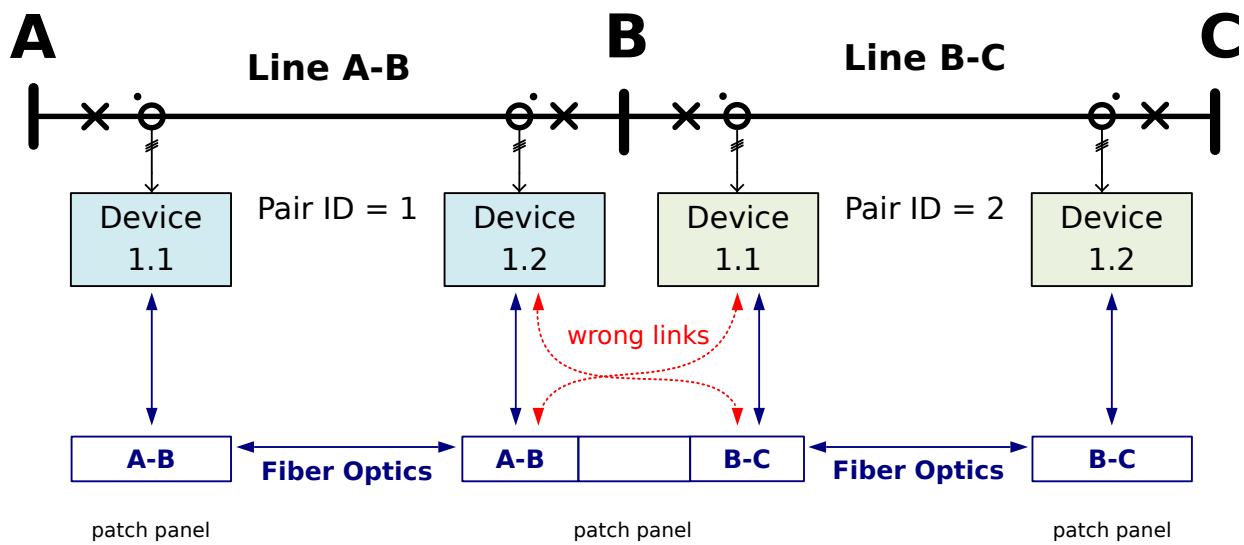 A
B
C
Line A-B
Line B-C
Device
1.1
Pair ID = 1
Device
1.2
Device
1.1
Pair ID = 2
Device
1.2
wrong links
A-B
Fiber Optics
A-B
B-C
Fiber Optics
B-C
patch panel
patch panel
patch panel